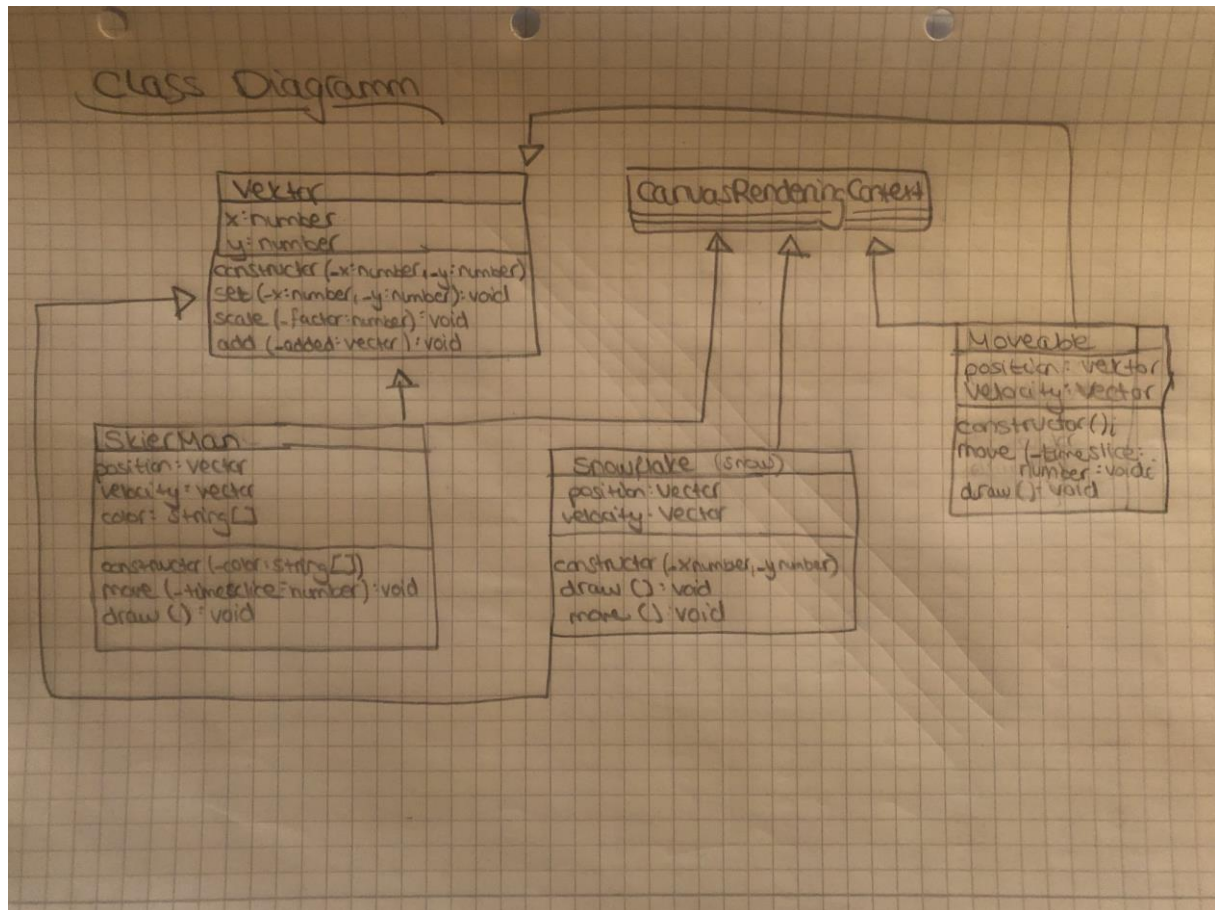 Class Diagramm
Vektor
x:number
y:number
constructor (_x:number, _y:number)
set (_x:number, _y:number): void
scale (_factor:number): void
add (_added: vector): void
CanvasRenderingContext
Moveable
position: vektor
velocity: vector
constructor();
move (_timeslice:
number: void;
draw(): void
SkierMan
position: vector
velocity: vector
color: string[]
constructor (_color: string[])
move (_timeslice: number): void
draw (): void
Snowflake (snow)
position: vector
velocity: vector
constructor (_x number, _y number)
draw (): void
move (): void